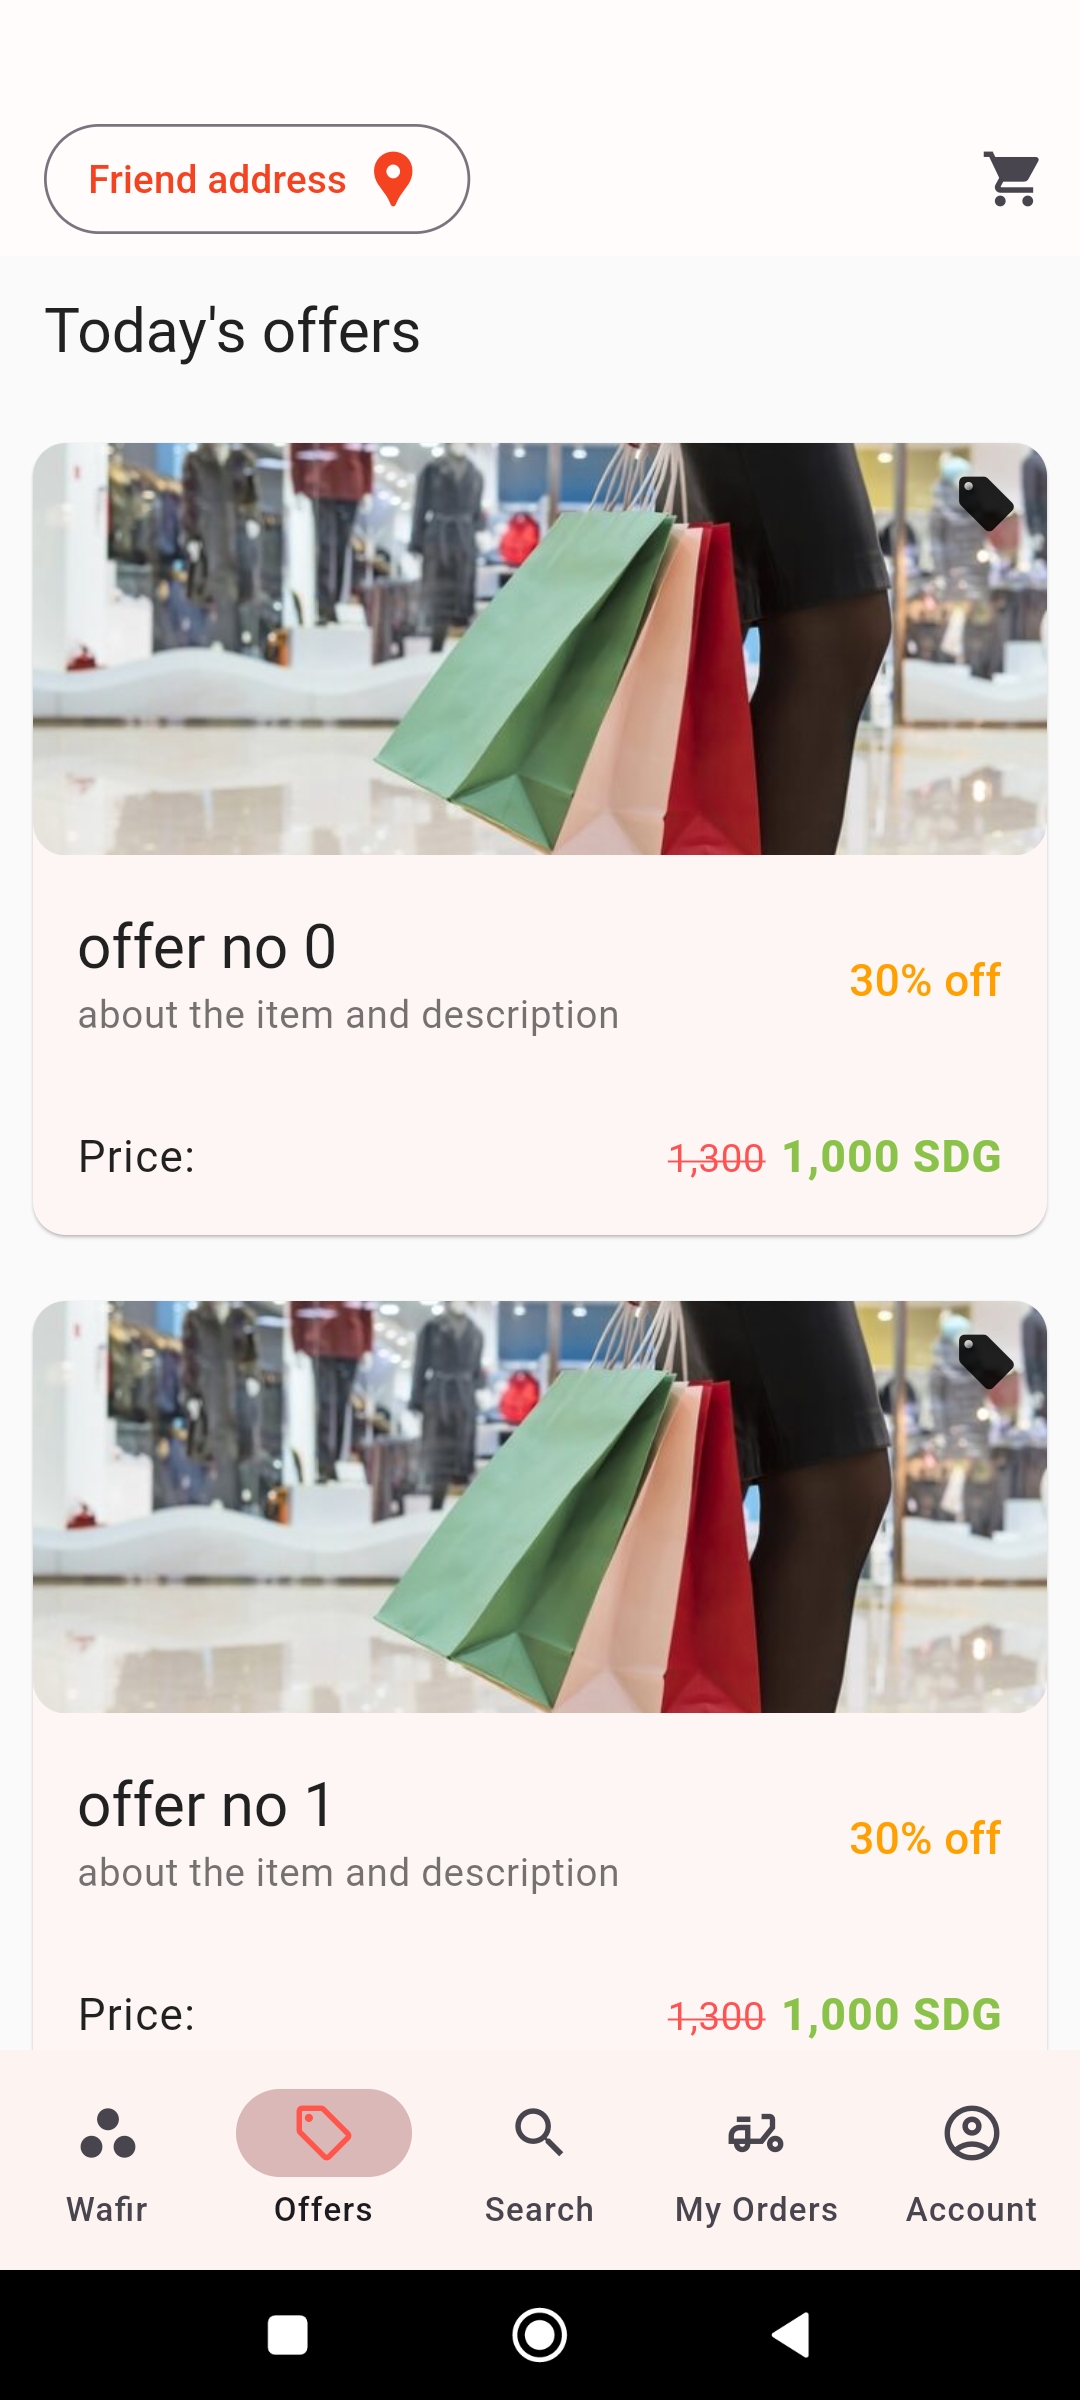 Friend address
Today's offers
offer no 0
about the item and description
30% off
Price:
1,300 1,000 SDG
offer no 1
about the item and description
30% off
Price:
1,300 1,000 SDG
Wafir
Offers
Search
My Orders
Account